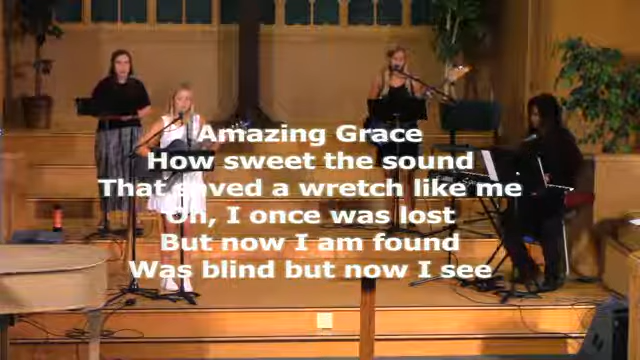 Amazing Grace
How sweet the sound
That saved a wretch like me
Oh, I once was lost
But now I am found
Was blind but now I see